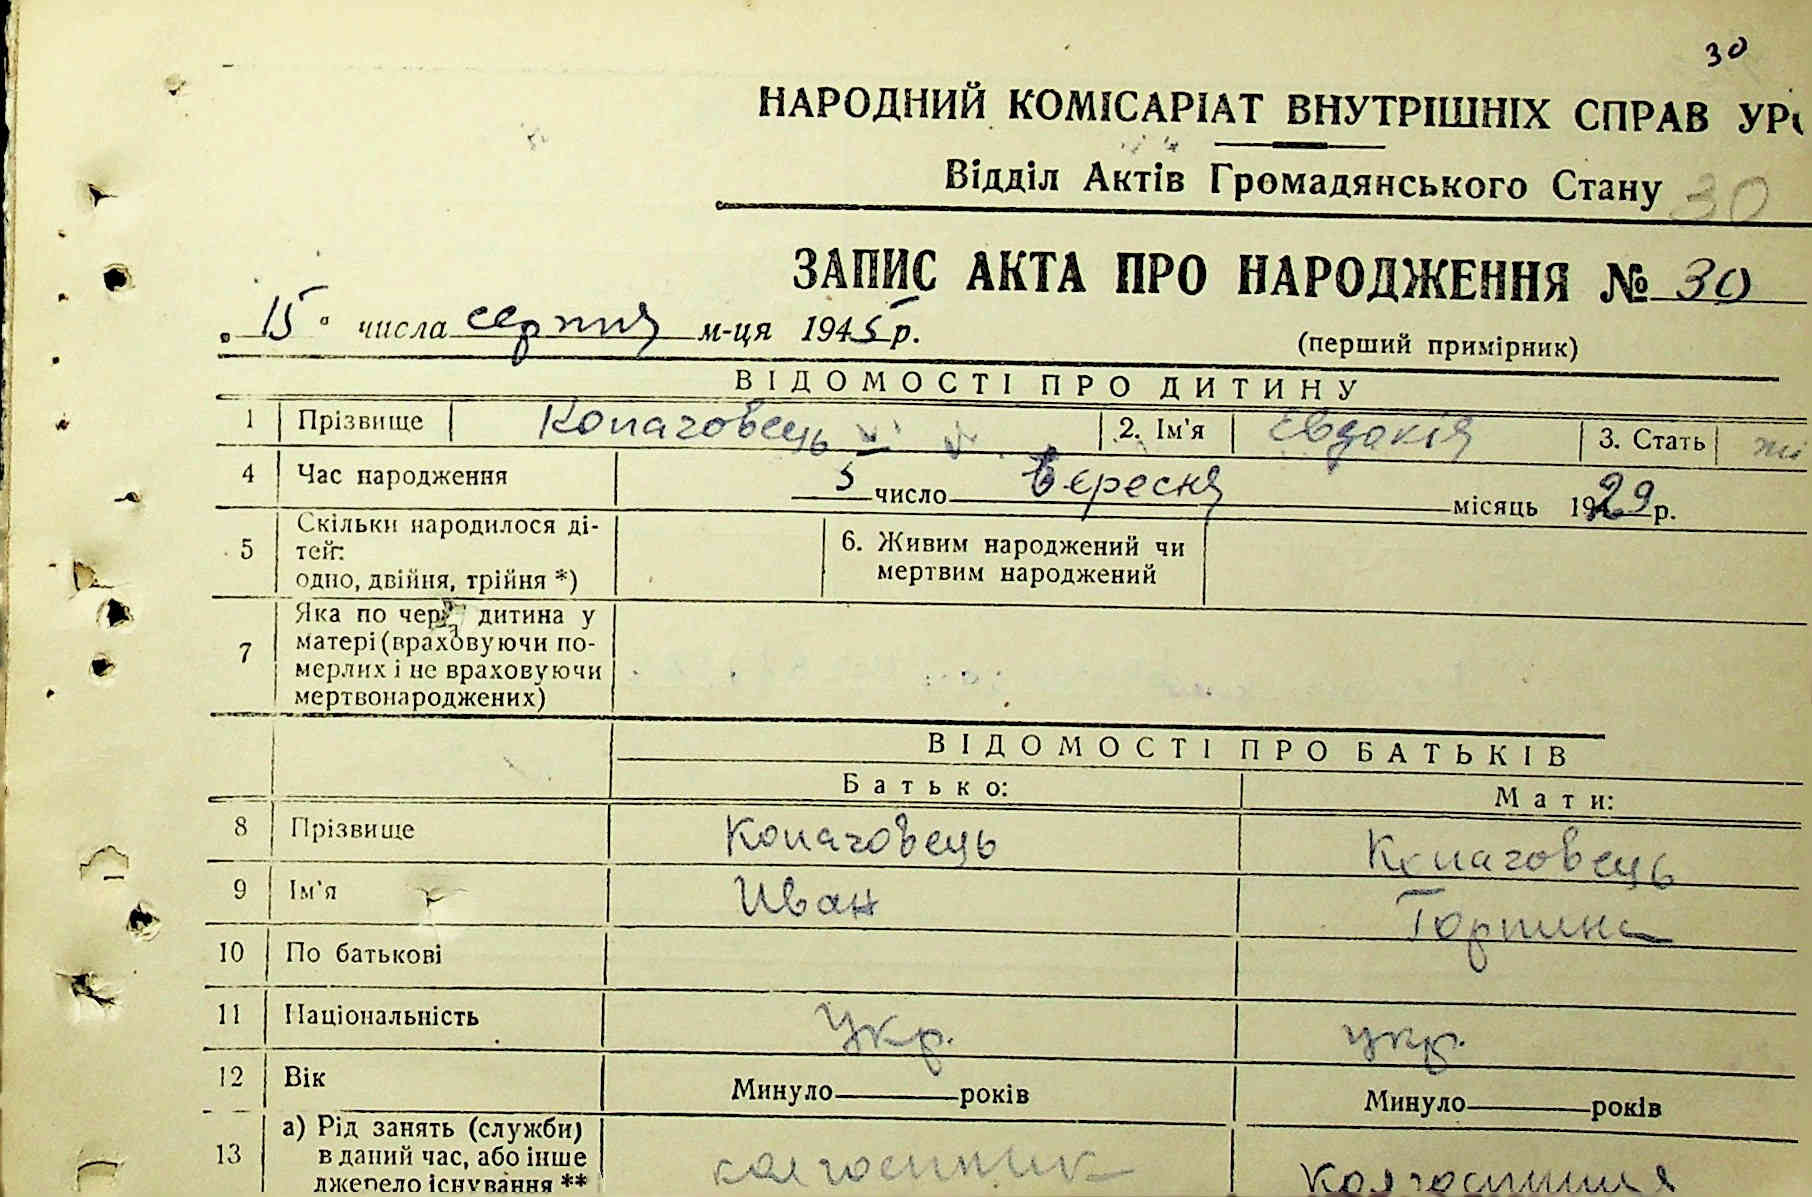 30
НАРОДНИЙ КОМІСАРІАТ ВНУТРІШНІХ СПРАВ УР
Відділ Актів Громадянського Стану 30
ЗАПИС АКТА ПРО НАРОДЖЕННЯ № 30
„15" числа серпня м-ця 1945 р. (перший примірник)
ВІДОМОСТІ ПРО ДИТИНУ
1 Прізвище Копаговець 2. Ім'я Євдокія 3. Стать жі
4 Час народження 5 число Вересня місяць 1929 р.
5 Скільки народилося ді-
тей:
одно, двійня, трійня *) 6. Живим народжений чи
мертвим народжений
7 Яка по черзі дитина у
матері (враховуючи по-
мерлих і не враховуючи
мертвонароджених)
ВІДОМОСТІ ПРО БАТЬКІВ
Батько: Мати:
8 Прізвище Копаговець Копаговець
9 Ім'я Иван Горпина
10 По батькові
11 Національність Укр. укр.
12 Вік Минуло років Минуло років
13 а) Рід занять (служби)
в даний час, або інше
джерело існування ** колгоспник колгоспниця